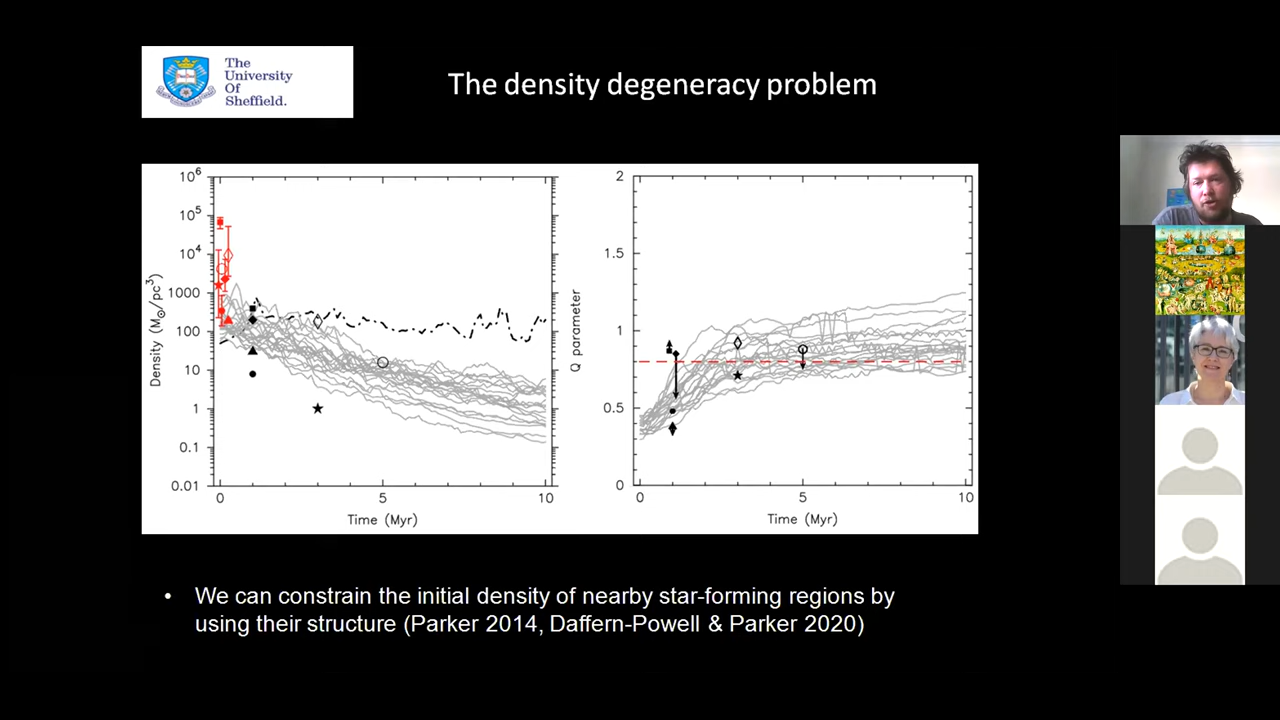 The
University
Of
Sheffield.
The density degeneracy problem
10⁶
10⁵
10⁴
1000
100
10
1
0.1
0.01
Density (M☉/pc³)
0
5
10
Time (Myr)
2
1.5
1
0.5
0
Q parameter
0
5
10
Time (Myr)
• We can constrain the initial density of nearby star-forming regions by
using their structure (Parker 2014, Daffern-Powell & Parker 2020)